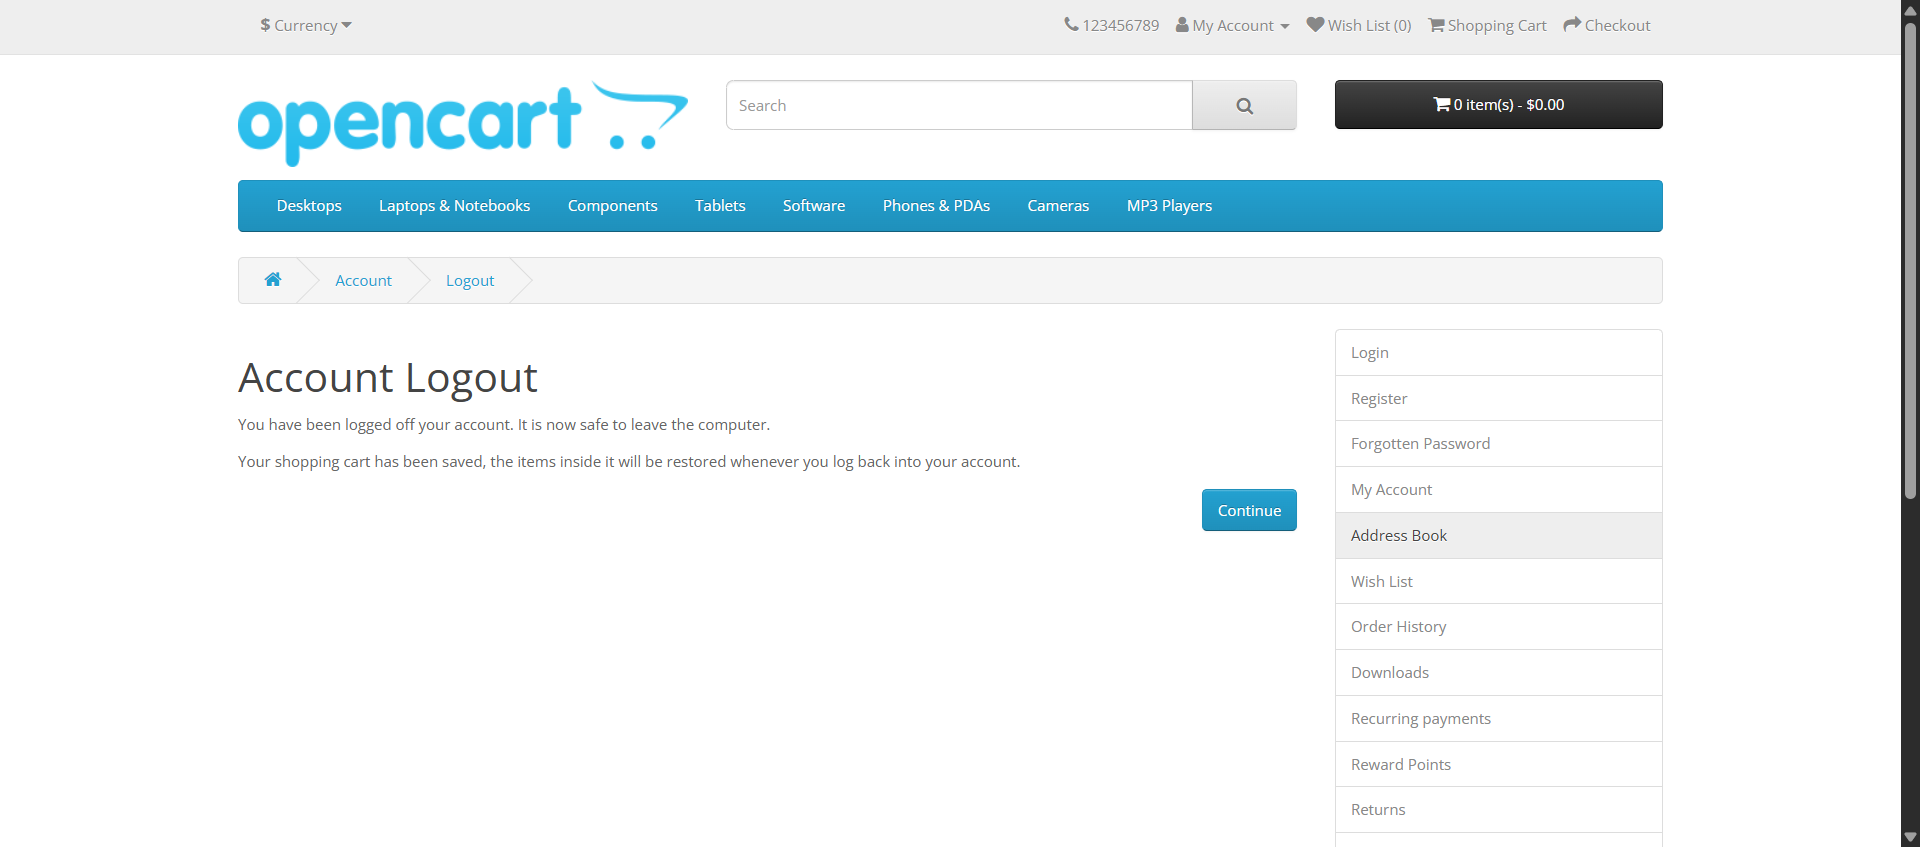 $ Currency
123456789 My Account Wish List (0) Shopping Cart Checkout
opencart
Search
0 item(s) - $0.00
Desktops Laptops & Notebooks Components Tablets Software Phones & PDAs Cameras MP3 Players
Account Logout
Account Logout
You have been logged off your account. It is now safe to leave the computer.
Your shopping cart has been saved, the items inside it will be restored whenever you log back into your account.
Continue
Login
Register
Forgotten Password
My Account
Address Book
Wish List
Order History
Downloads
Recurring payments
Reward Points
Returns